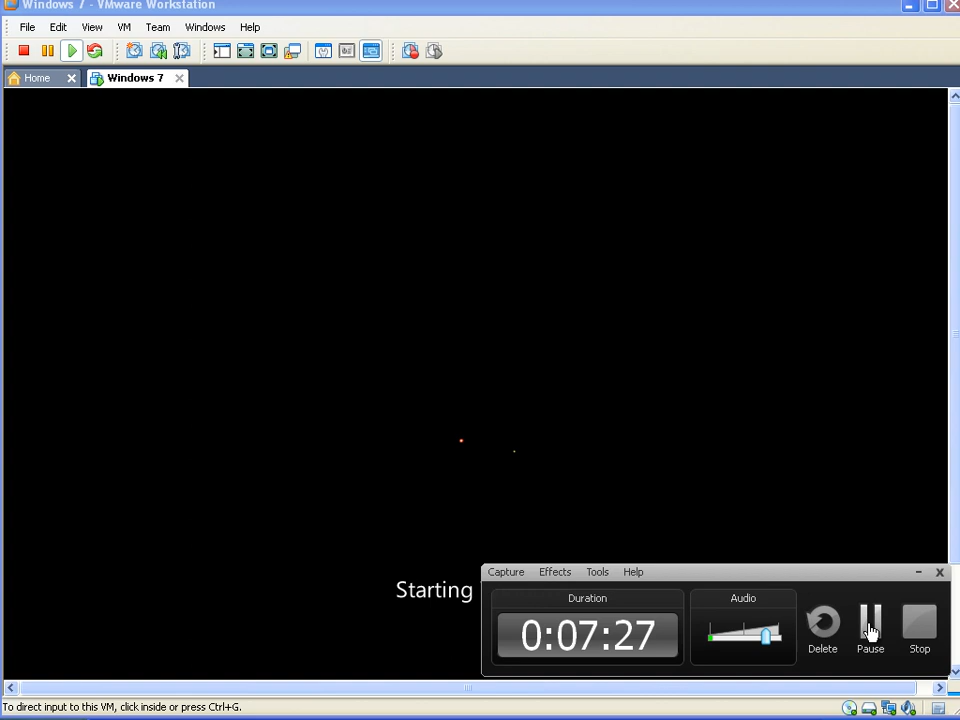 Windows 7 - VMware Workstation
File Edit View VM Team Windows Help
Home Windows 7
Starting
Capture Effects Tools Help
Duration Audio
0:07:27
Delete Pause Stop
To direct input to this VM, click inside or press Ctrl+G.